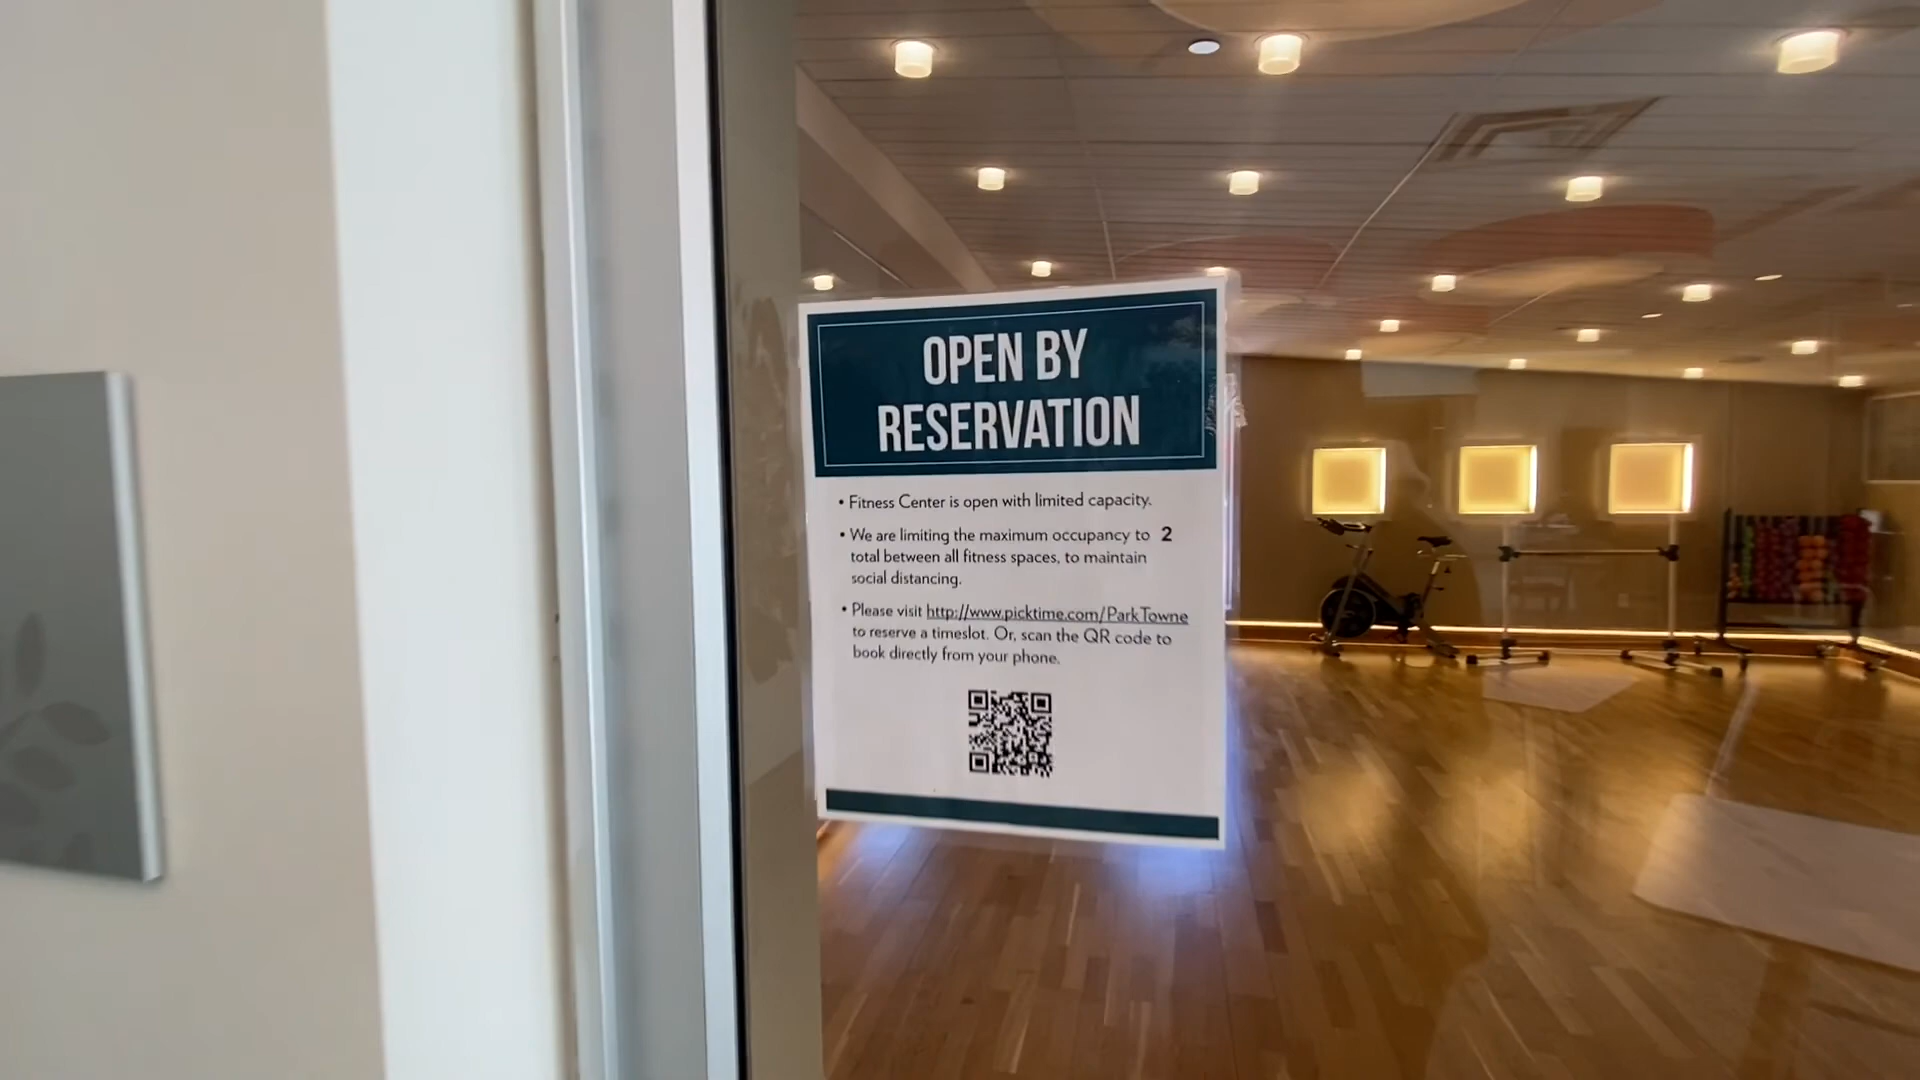 OPEN BY
RESERVATION
• Fitness Center is open with limited capacity.
• We are limiting the maximum occupancy to 2
total between all fitness spaces, to maintain
social distancing.
• Please visit http://www.picktime.com/ParkTowne
to reserve a timeslot. Or, scan the QR code to
book directly from your phone.